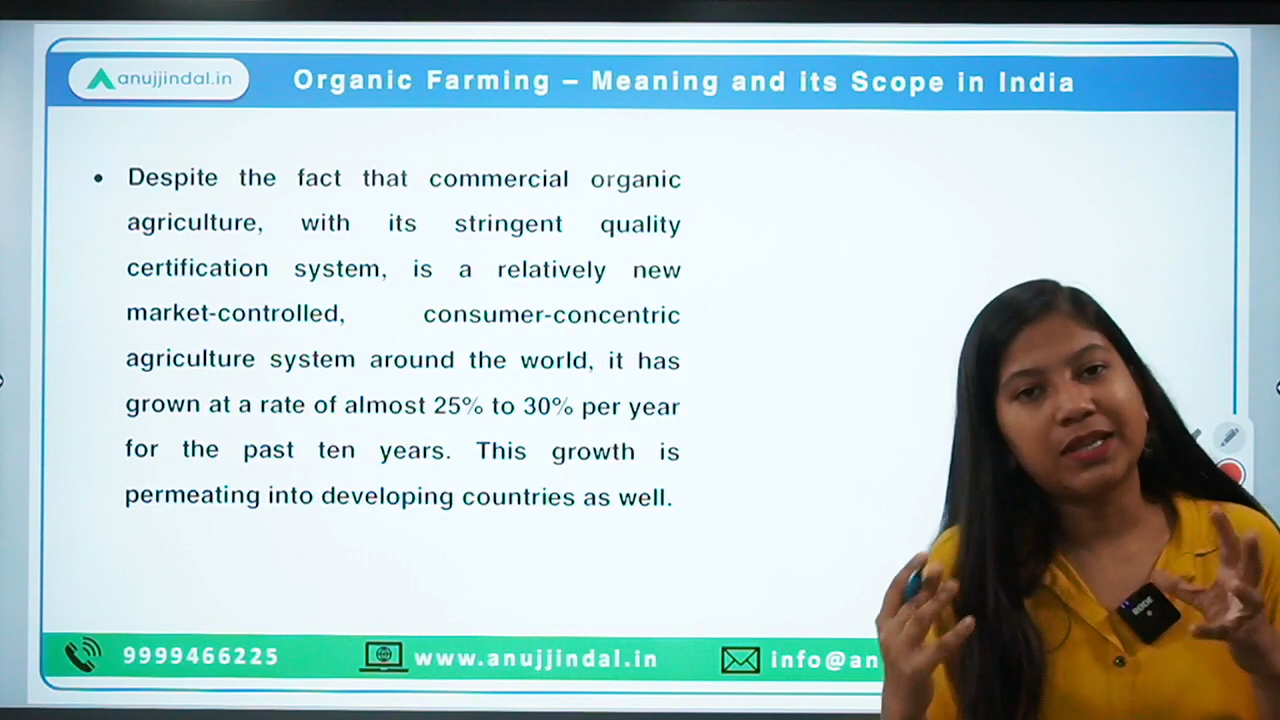 anujjindal.in
Organic Farming – Meaning and its Scope in India
• Despite the fact that commercial organic
agriculture, with its stringent quality
certification system, is a relatively new
market-controlled, consumer-concentric
agriculture system around the world, it has
grown at a rate of almost 25% to 30% per year
for the past ten years. This growth is
permeating into developing countries as well.
RODE
9999466225
www.anujjindal.in
info@an